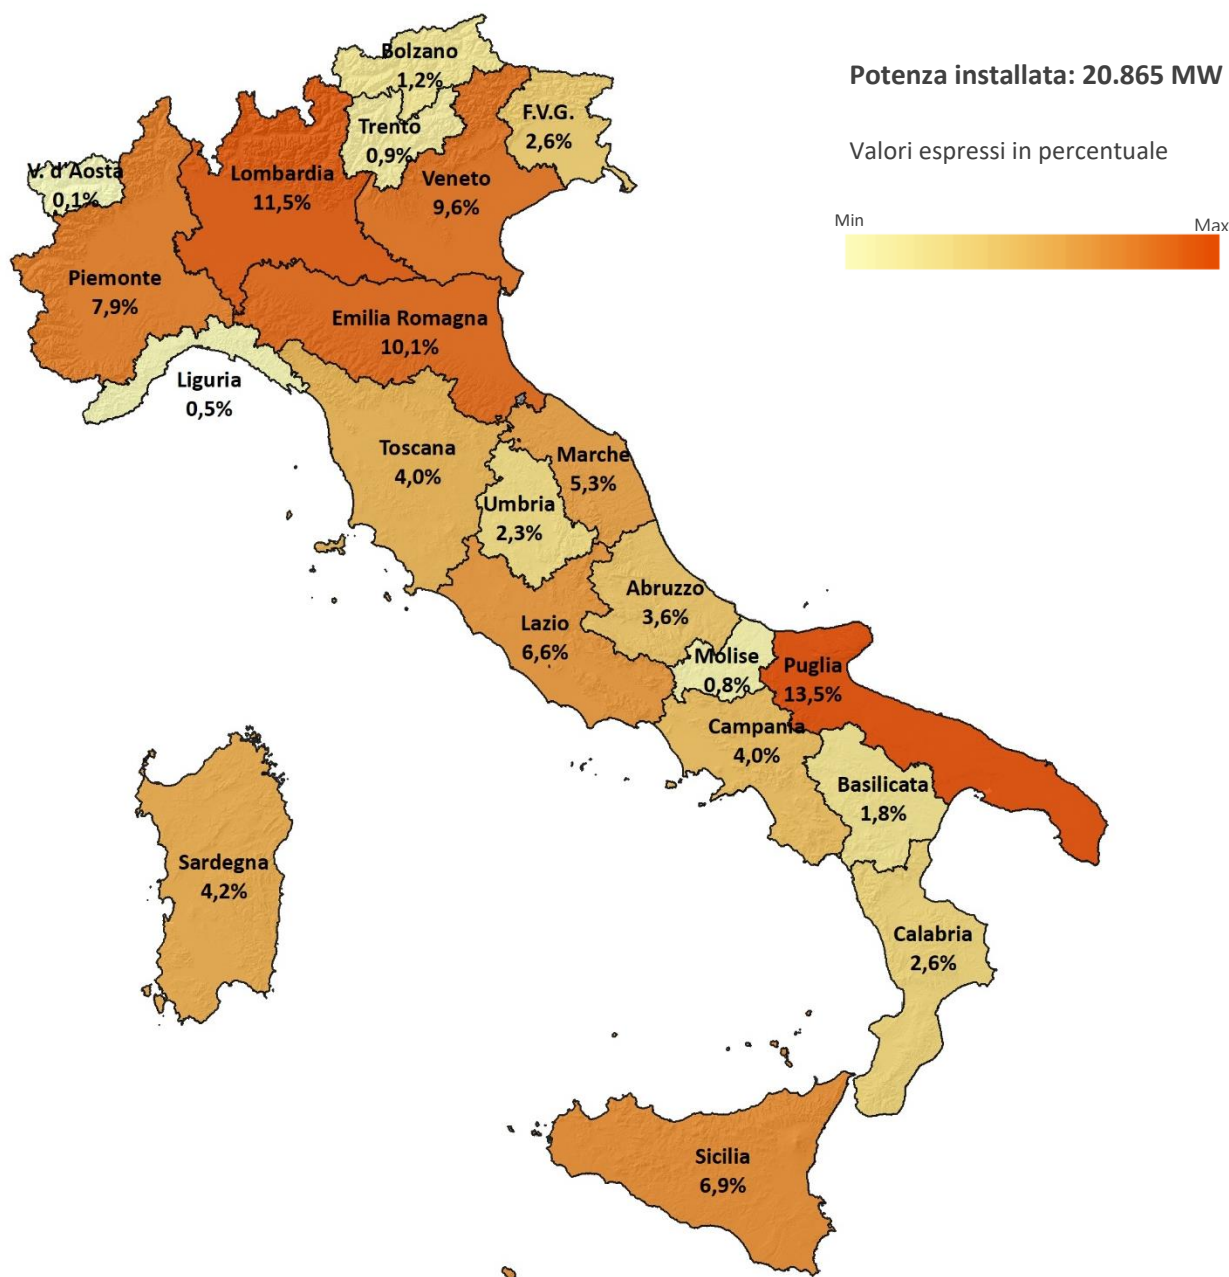 Potenza installata: 20.865 MW
Valori espressi in percentuale
Min
Max
Bolzano
1,2%
Trento
0,9%
F.V.G.
2,6%
V. d'Aosta
0,1%
Lombardia
11,5%
Veneto
9,6%
Piemonte
7,9%
Emilia Romagna
10,1%
Liguria
0,5%
Toscana
4,0%
Marche
5,3%
Umbria
2,3%
Abruzzo
3,6%
Lazio
6,6%
Molise
0,8%
Puglia
13,5%
Campania
4,0%
Basilicata
1,8%
Sardegna
4,2%
Calabria
2,6%
Sicilia
6,9%